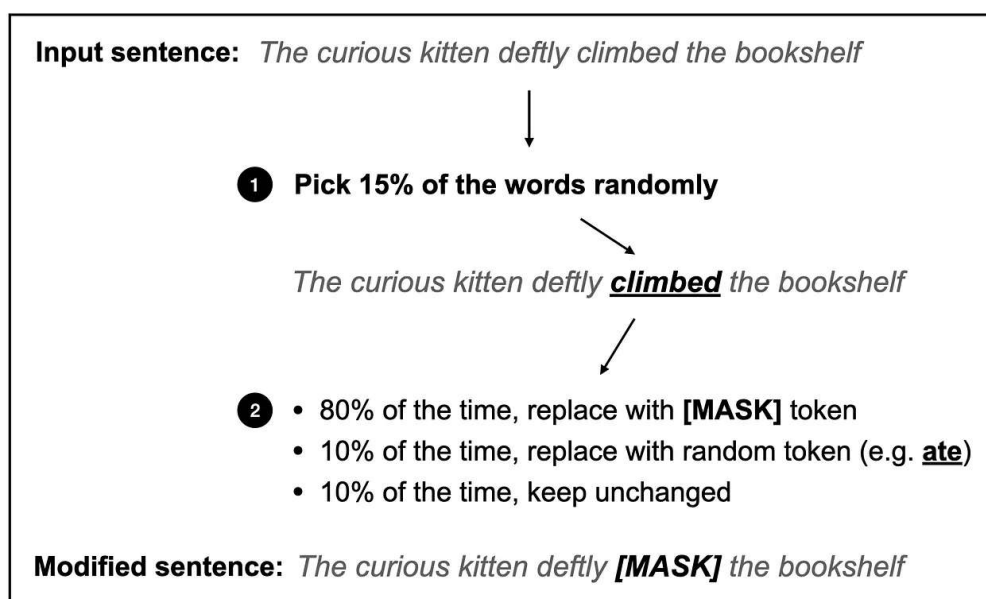 Input sentence: The curious kitten deftly climbed the bookshelf
1 Pick 15% of the words randomly
The curious kitten deftly climbed the bookshelf
2 • 80% of the time, replace with [MASK] token
• 10% of the time, replace with random token (e.g. ate)
• 10% of the time, keep unchanged
Modified sentence: The curious kitten deftly [MASK] the bookshelf